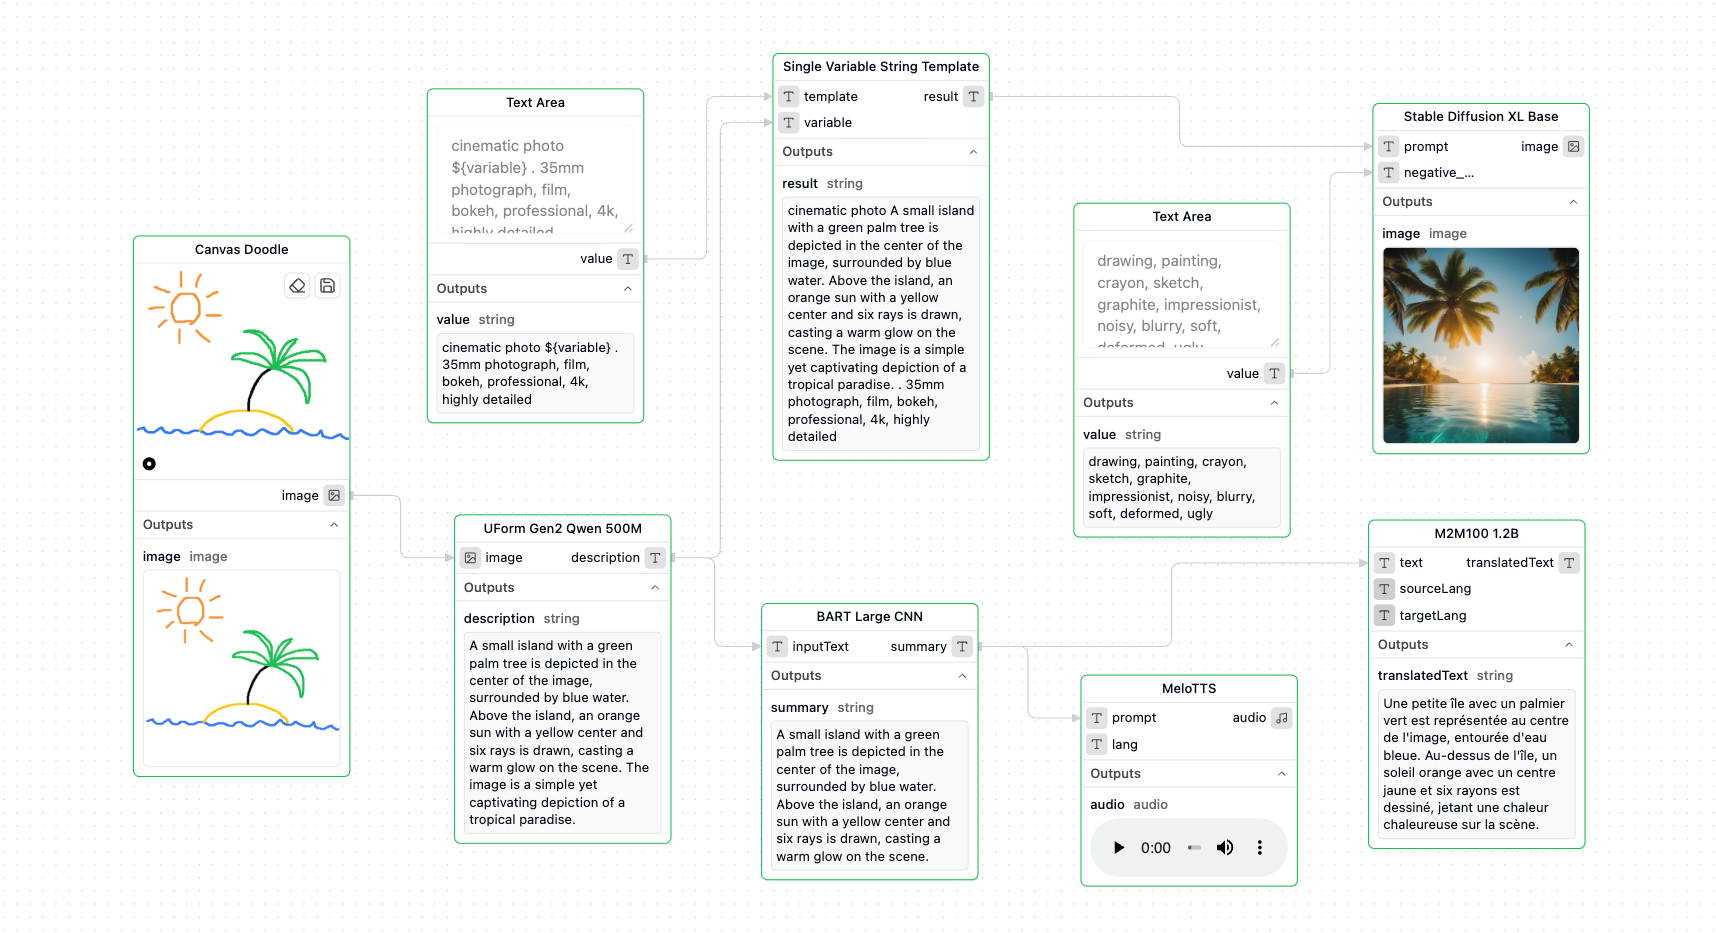 Canvas Doodle
image
Outputs
image image
Text Area
cinematic photo
${variable} . 35mm
photograph, film,
bokeh, professional, 4k,
highly detailed
value
Outputs
value string
cinematic photo ${variable} .
35mm photograph, film,
bokeh, professional, 4k,
highly detailed
UForm Gen2 Qwen 500M
image description
Outputs
description string
A small island with a green
palm tree is depicted in the
center of the image,
surrounded by blue water.
Above the island, an orange
sun with a yellow center and
six rays is drawn, casting a
warm glow on the scene. The
image is a simple yet
captivating depiction of a
tropical paradise.
Single Variable String Template
template result
variable
Outputs
result string
cinematic photo A small island
with a green palm tree is
depicted in the center of the
image, surrounded by blue
water. Above the island, an
orange sun with a yellow
center and six rays is drawn,
casting a warm glow on the
scene. The image is a simple
yet captivating depiction of a
tropical paradise. . 35mm
photograph, film, bokeh,
professional, 4k, highly
detailed
BART Large CNN
inputText summary
Outputs
summary string
A small island with a green
palm tree is depicted in the
center of the image,
surrounded by blue water.
Above the island, an orange
sun with a yellow center and
six rays is drawn, casting a
warm glow on the scene.
Text Area
drawing, painting,
crayon, sketch,
graphite, impressionist,
noisy, blurry, soft,
deformed, ugly
value
Outputs
value string
drawing, painting, crayon,
sketch, graphite,
impressionist, noisy, blurry,
soft, deformed, ugly
MeloTTS
prompt audio
lang
Outputs
audio audio
0:00
Stable Diffusion XL Base
prompt image
negative_...
Outputs
image image
M2M100 1.2B
text translatedText
sourceLang
targetLang
Outputs
translatedText string
Une petite île avec un palmier
vert est représentée au centre
de l'image, entourée d'eau
bleue. Au-dessus de l'île, un
soleil orange avec un centre
jaune et six rayons est
dessiné, jetant une chaleur
chaleureuse sur la scène.